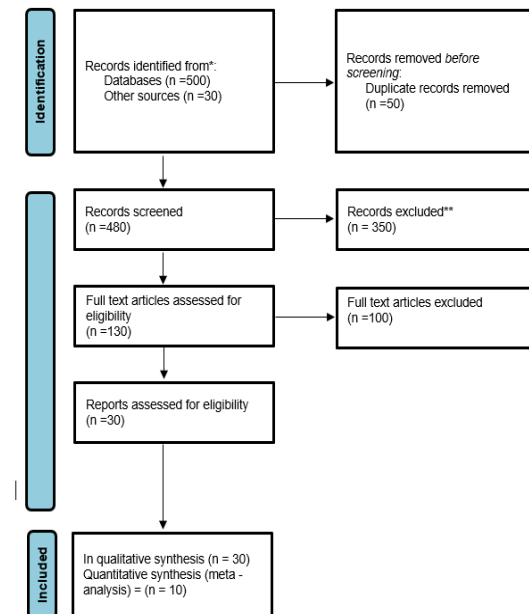 Identification
Records identified from*:
Databases (n =500)
Other sources (n =30)
Records removed before
screening:
Duplicate records removed
(n =50)
Records screened
(n =480)
Records excluded**
(n = 350)
Full text articles assessed for
eligibility
(n =130)
Full text articles excluded
(n =100)
Reports assessed for eligibility
(n =30)
Included
In qualitative synthesis (n = 30)
Quantitative synthesis (meta -
analysis) = (n = 10)